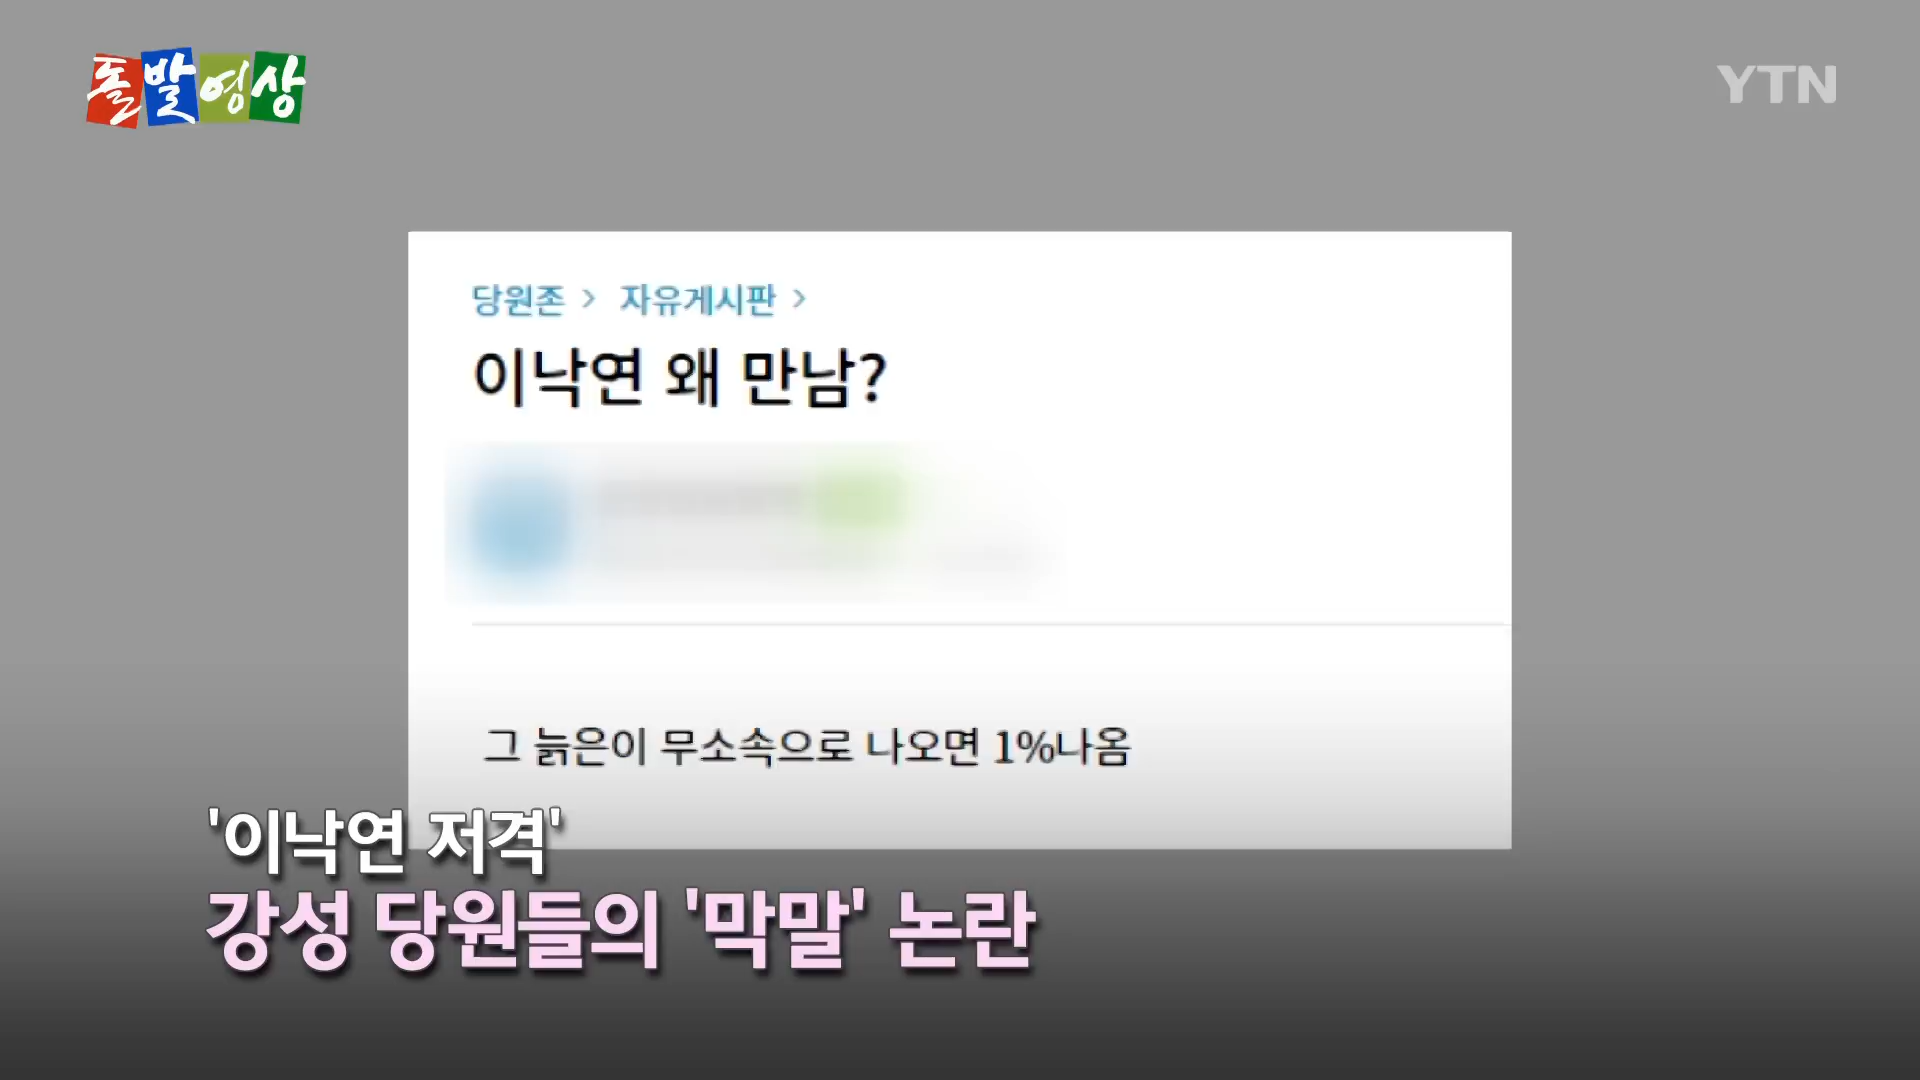 돌발영상
YTN
당원존 > 자유게시판 >
이낙연 왜 만남?
그 늙은이 무소속으로 나오면 1%나옴
'이낙연 저격'
강성 당원들의 '막말' 논란